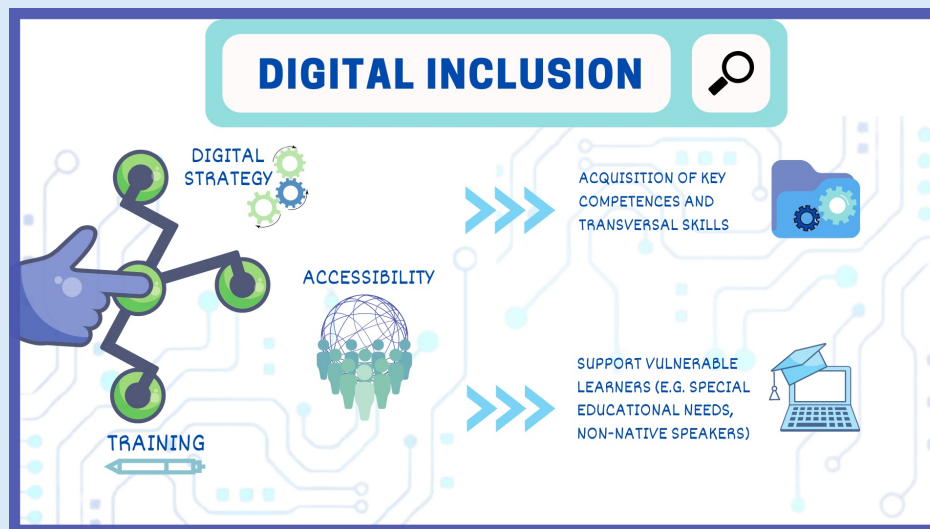 DIGITAL INCLUSION
DIGITAL
STRATEGY
ACCESSIBILITY
TRAINING
ACQUISITION OF KEY
COMPETENCES AND
TRANSVERSAL SKILLS
SUPPORT VULNERABLE
LEARNERS (E.G. SPECIAL
EDUCATIONAL NEEDS,
NON-NATIVE SPEAKERS)